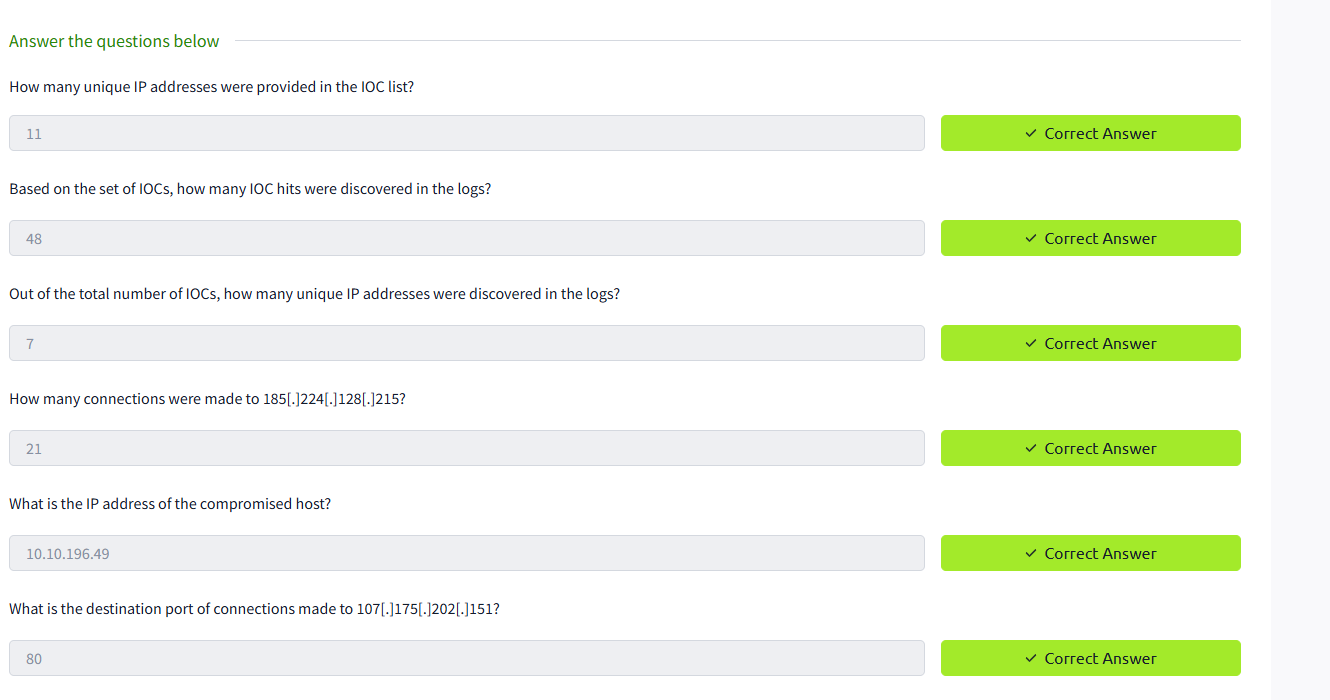 Answer the questions below
How many unique IP addresses were provided in the IOC list?
11
✓ Correct Answer
Based on the set of IOCs, how many IOC hits were discovered in the logs?
48
✓ Correct Answer
Out of the total number of IOCs, how many unique IP addresses were discovered in the logs?
7
✓ Correct Answer
How many connections were made to 185[.]224[.]128[.]215?
21
✓ Correct Answer
What is the IP address of the compromised host?
10.10.196.49
✓ Correct Answer
What is the destination port of connections made to 107[.]175[.]202[.]151?
80
✓ Correct Answer